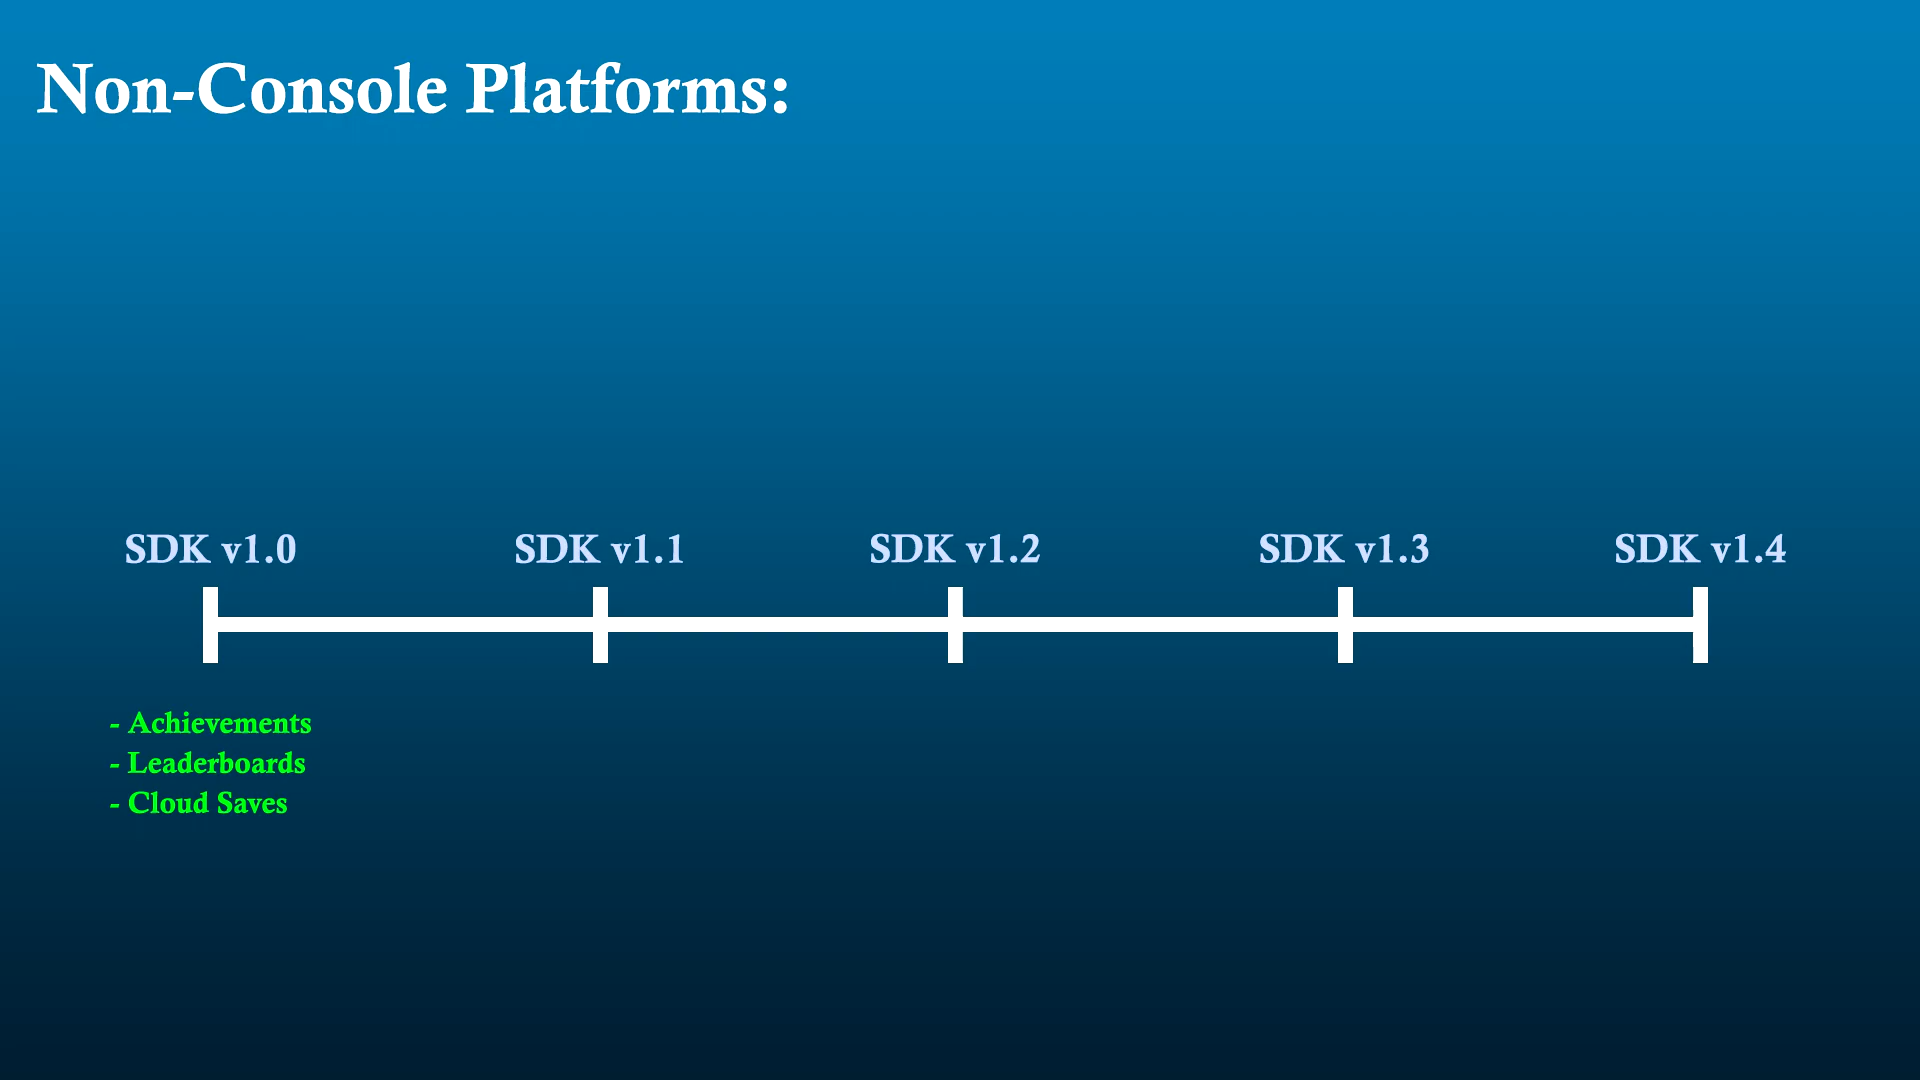 Non-Console Platforms:
SDK v1.0
SDK v1.1
SDK v1.2
SDK v1.3
SDK v1.4
- Achievements
- Leaderboards
- Cloud Saves